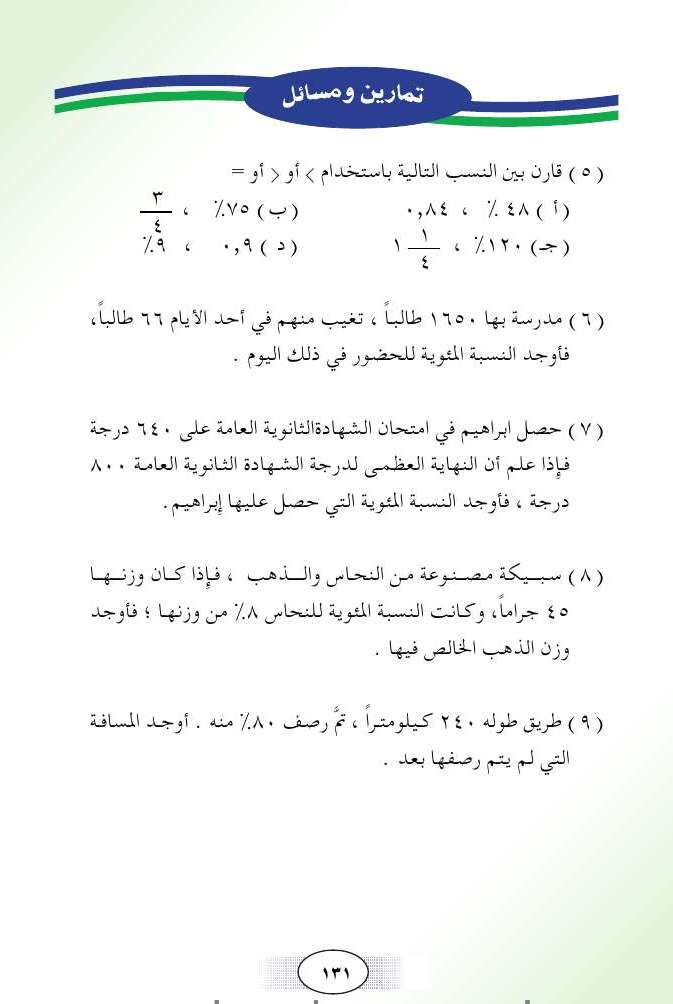 تمارين ومسائل
( ٥ ) قارن بين النسب التالية باستخدام > أو < أو =
( أ ) ٤٨ ٪ ، ٠,٨٤ ( ب ) ٧٥٪ ، ٣/٤
( جـ ) ١٢٠٪ ، ١ ١/٤ ( د ) ٠,٩ ، ٩٪
( ٦ ) مدرسة بها ١٦٥٠ طالباً ، تغيب منهم في أحد الأيام ٦٦ طالباً،
فأوجد النسبة المئوية للحضور في ذلك اليوم .
( ٧ ) حصل ابراهيم في امتحان الشهادةالثانوية العامة على ٦٤٠ درجة
فإذا علم أن النهاية العظمى لدرجة الشهادة الثانوية العامة ٨٠٠
درجة ، فأوجد النسبة المئوية التي حصل عليها إبراهيم .
( ٨ ) سبيكة مصنوعة من النحاس والذهب ، فإذا كان وزنها
٤٥ جراماً، وكانت النسبة المئوية للنحاس ٨٪ من وزنها ؛ فأوجد
وزن الذهب الخالص فيها .
( ٩ ) طريق طوله ٢٤٠ كيلومتراً ، تمَّ رصف ٨٠٪ منه . أوجد المسافة
التي لم يتم رصفها بعد .
١٣١